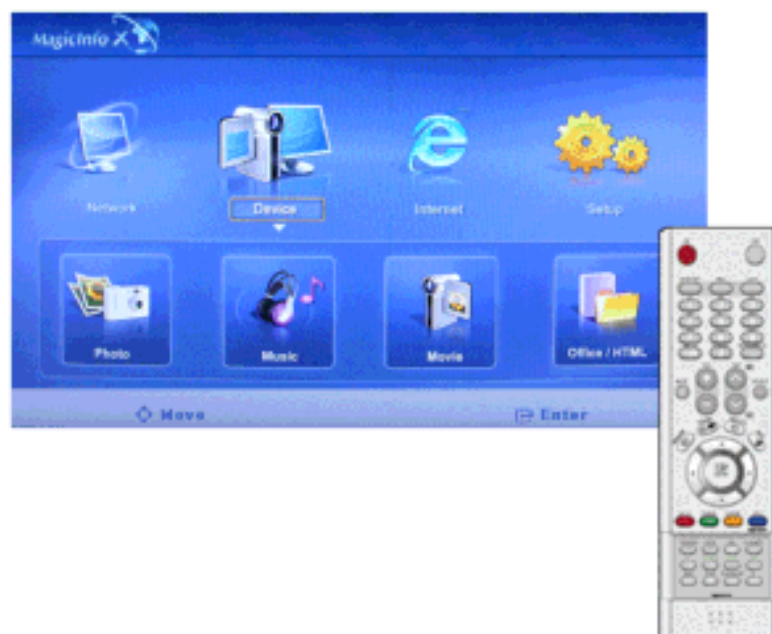 MagicInfo X
Network Device Internet Setup
Photo Music Movie Office / HTML
Move Enter